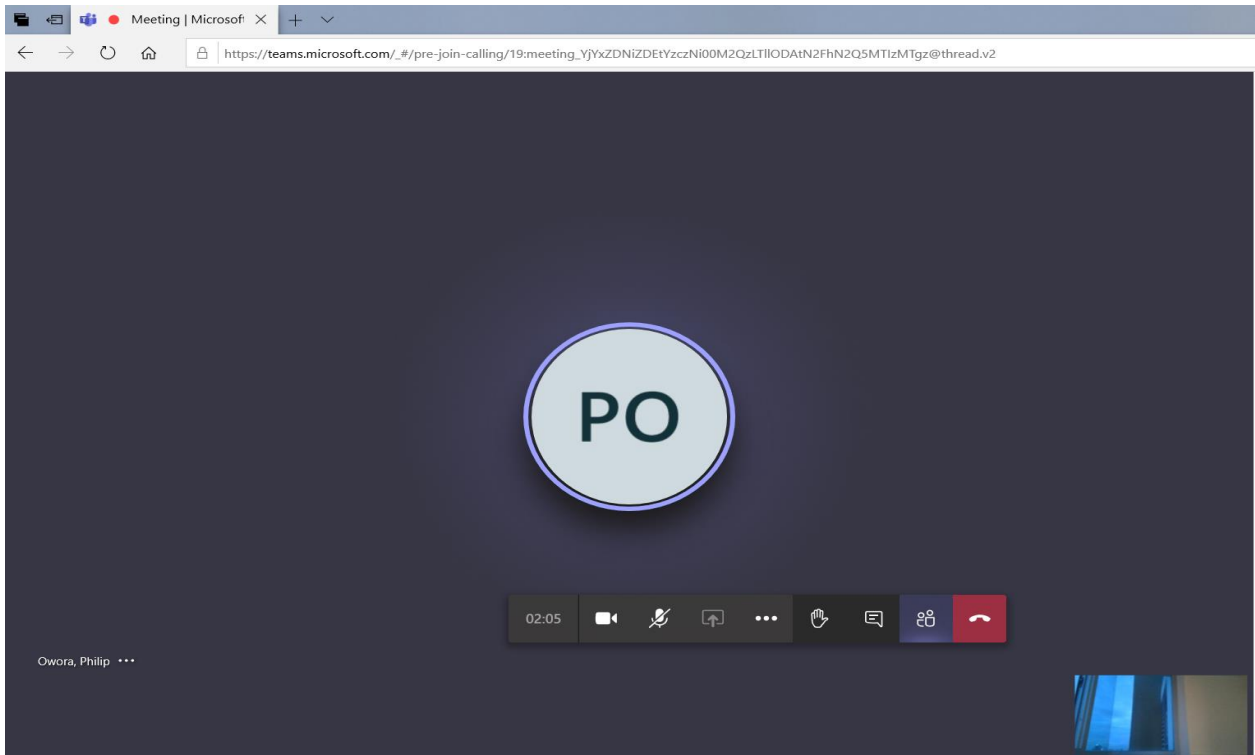 Meeting | Microsoft
https://teams.microsoft.com/_#/pre-join-calling/19:meeting_YjYxZDNiZDEtYzczNi00M2QzLTllODAtN2FhN2Q5MTIzMTgz@thread.v2
PO
02:05
Owora, Philip